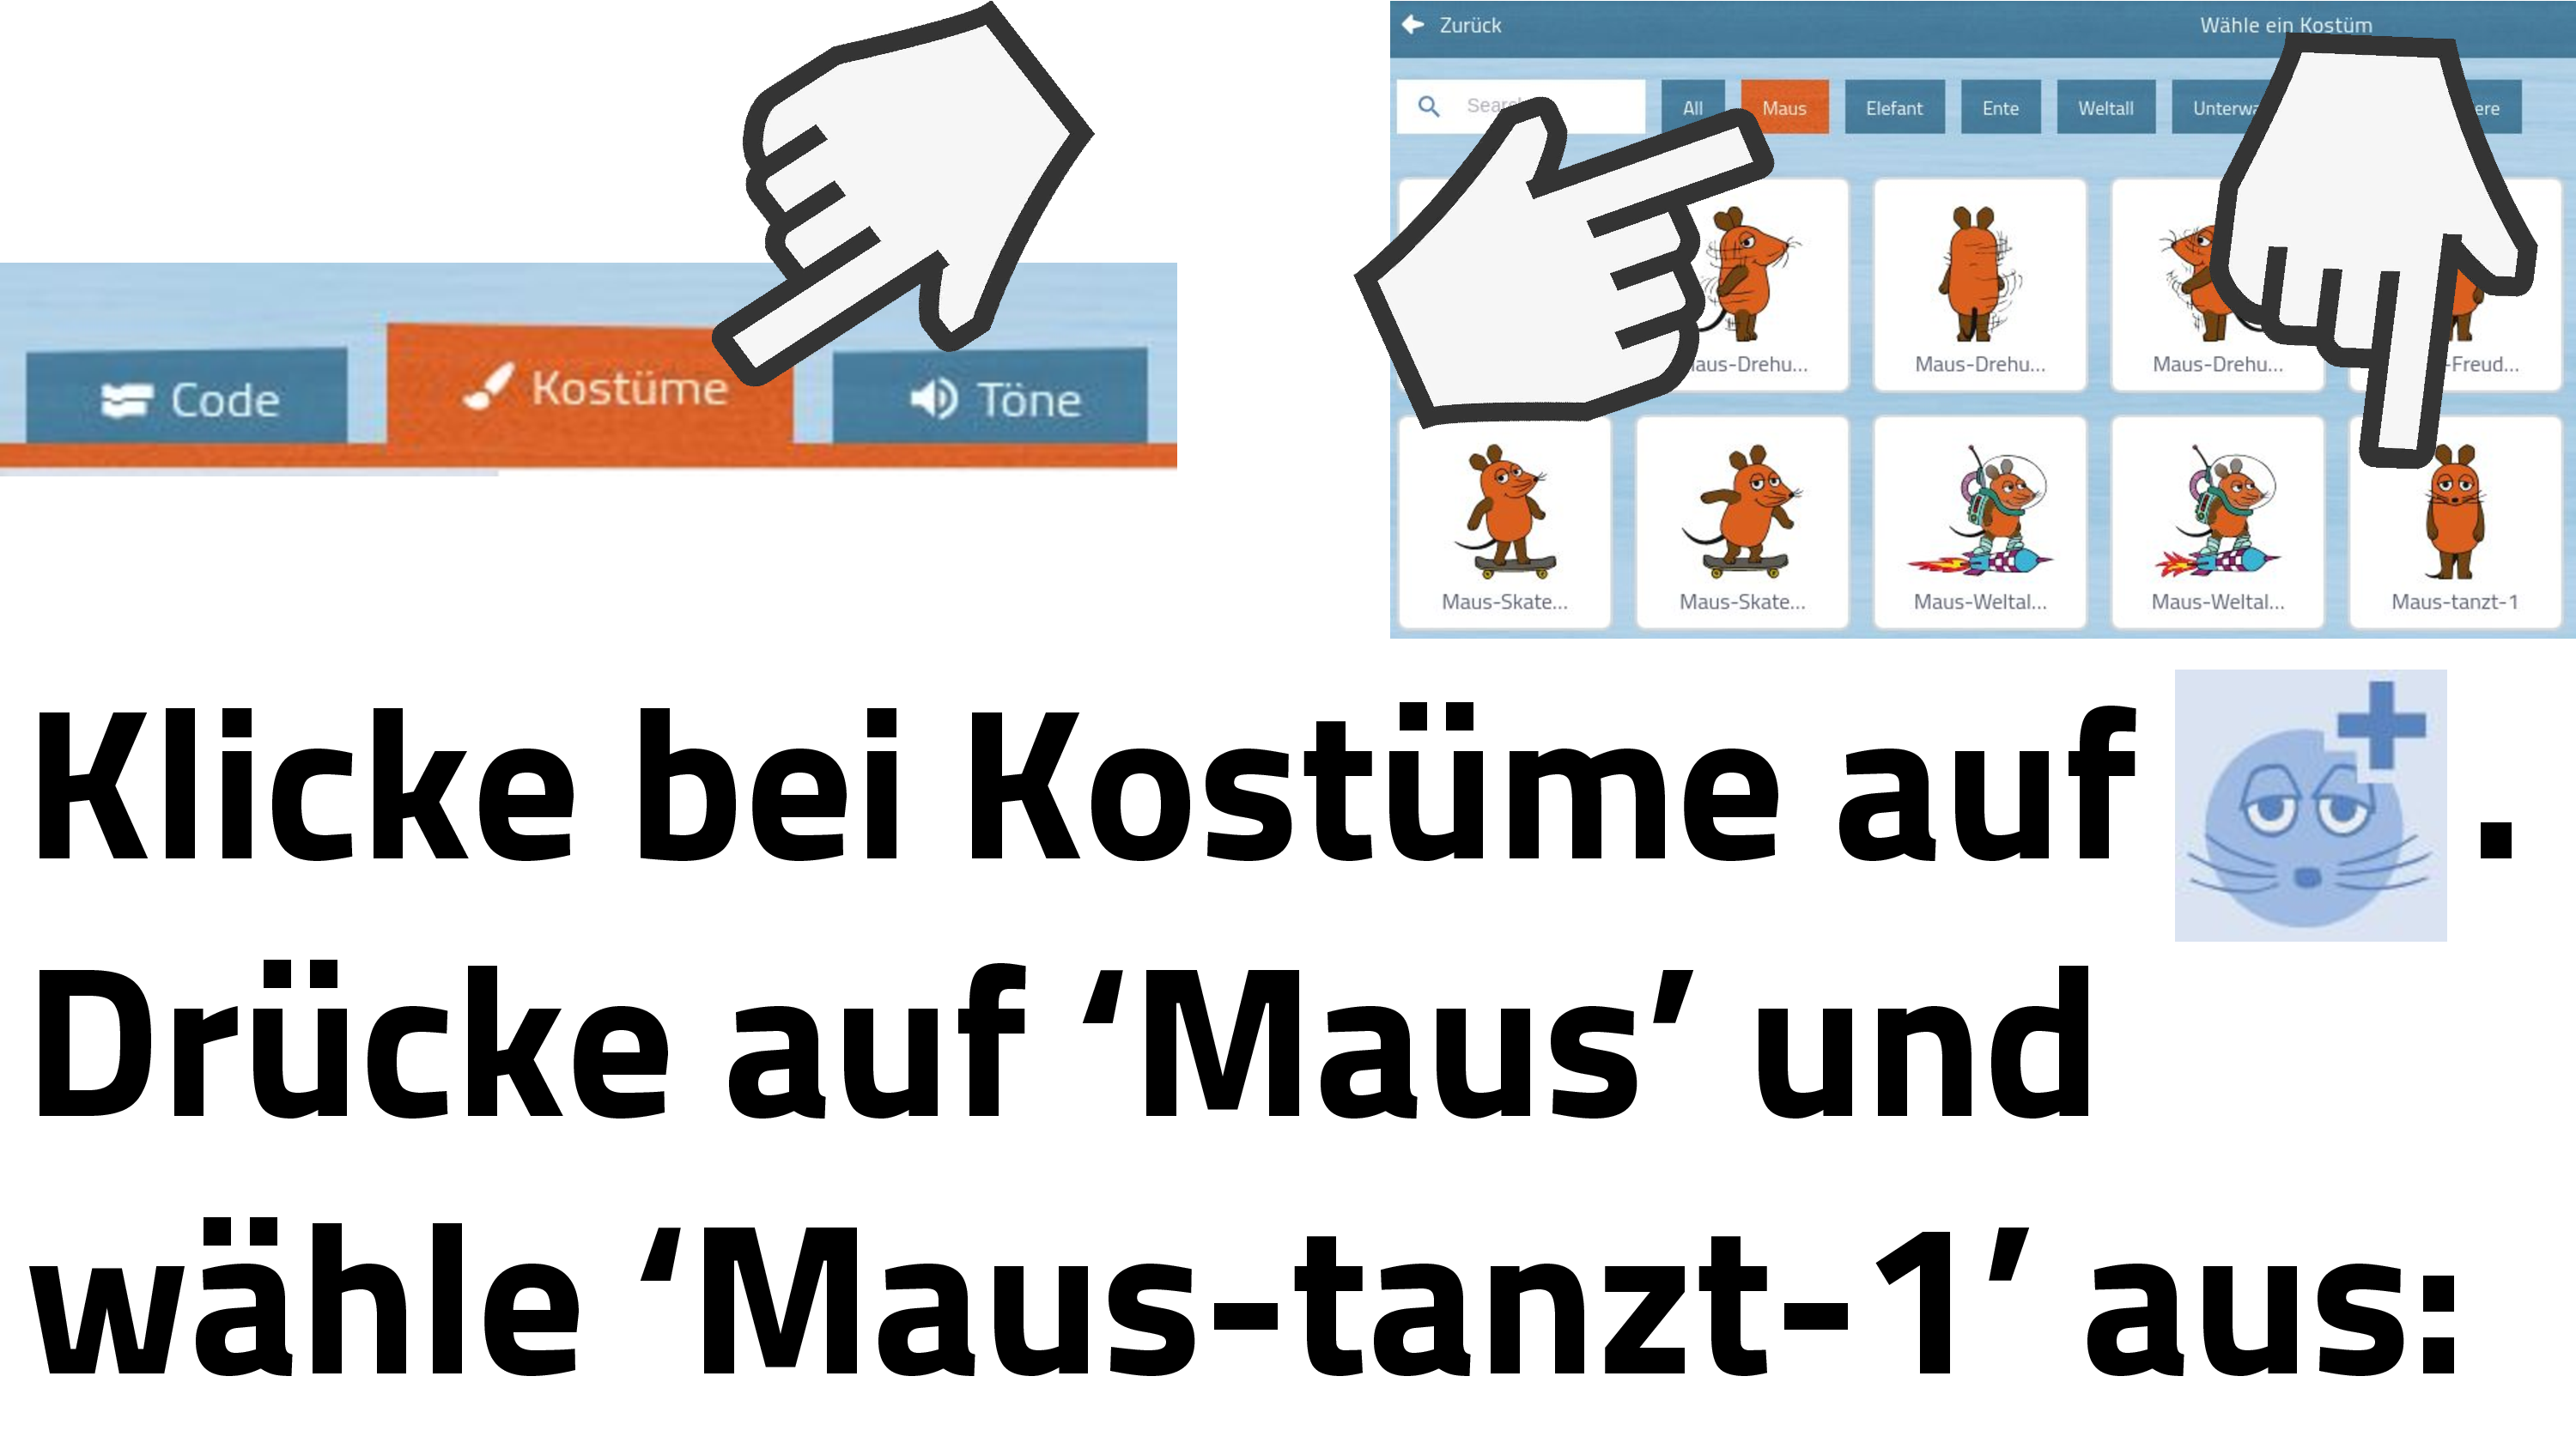 Zurück
Wähle ein Kostüm
All
Maus
Elefant
Ente
Weltall
Code
Kostüme
Töne
Maus-Drehu...
Maus-Drehu...
-Freud...
Maus-Skate...
Maus-Skate...
Maus-Weltal...
Maus-Weltal...
Maus-tanzt-1
Klicke bei Kostüme auf .
Drücke auf ‘Maus’ und
wähle ‘Maus-tanzt-1’ aus: